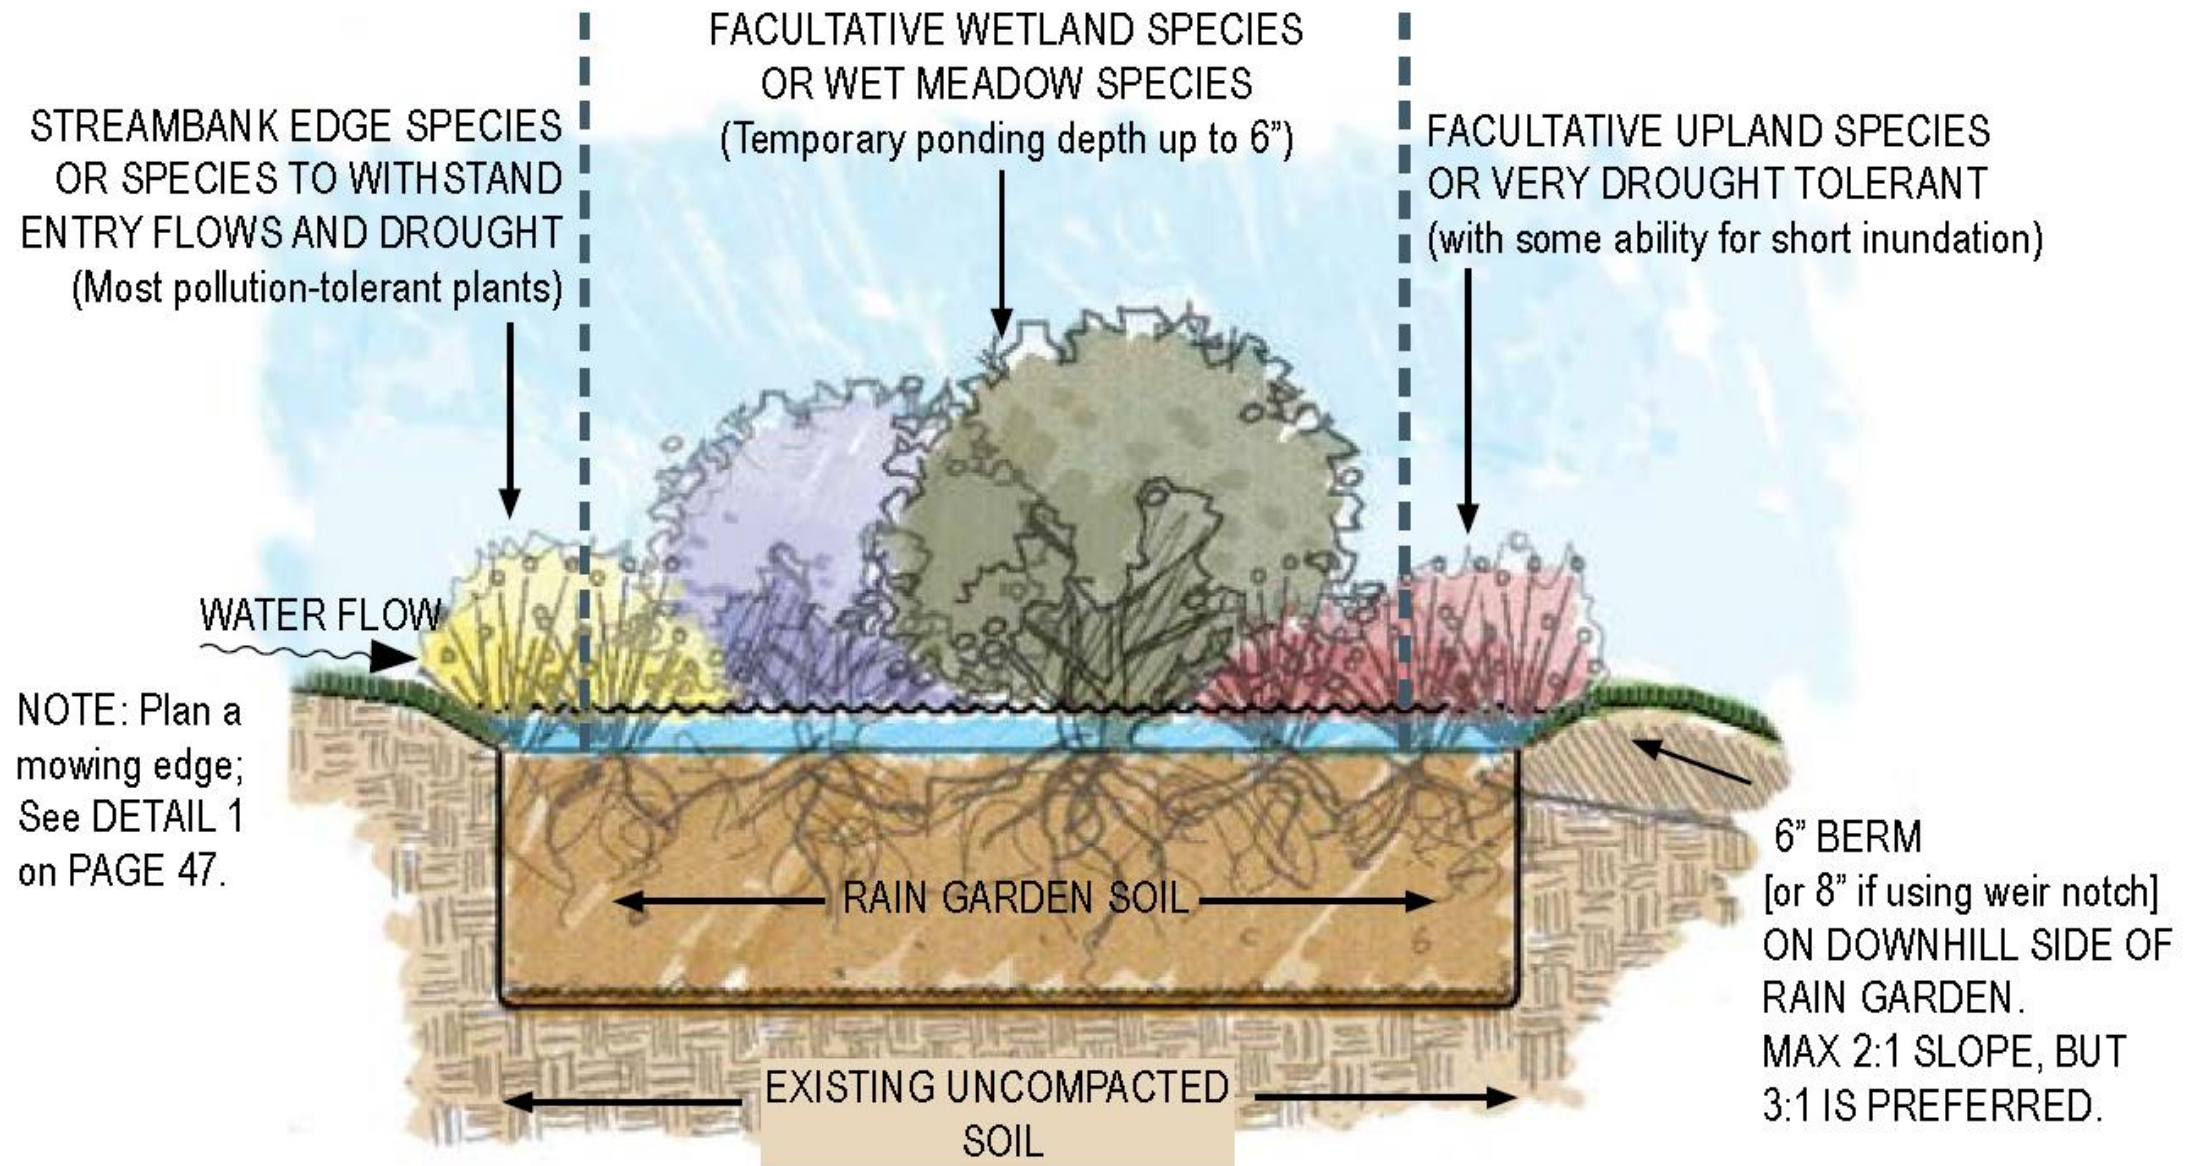 FACULTATIVE WETLAND SPECIES
OR WET MEADOW SPECIES
(Temporary ponding depth up to 6”)
STREAMBANK EDGE SPECIES
OR SPECIES TO WITHSTAND
ENTRY FLOWS AND DROUGHT
(Most pollution-tolerant plants)
FACULTATIVE UPLAND SPECIES
OR VERY DROUGHT TOLERANT
(with some ability for short inundation)
WATER FLOW
NOTE: Plan a
mowing edge;
See DETAIL 1
on PAGE 47.
RAIN GARDEN SOIL
6” BERM
[or 8” if using weir notch]
ON DOWNHILL SIDE OF
RAIN GARDEN.
MAX 2:1 SLOPE, BUT
3:1 IS PREFERRED.
EXISTING UNCOMPACTED
SOIL